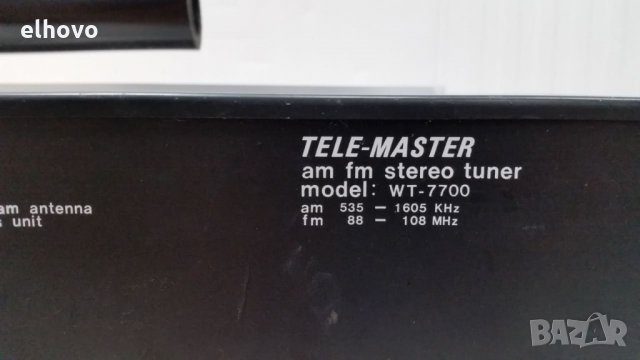 elhovo
TELE-MASTER
am fm stereo tuner
model: WT-7700
am 535 - 1605 KHz
fm 88 - 108 MHz
am antenna
unit
BAZAR